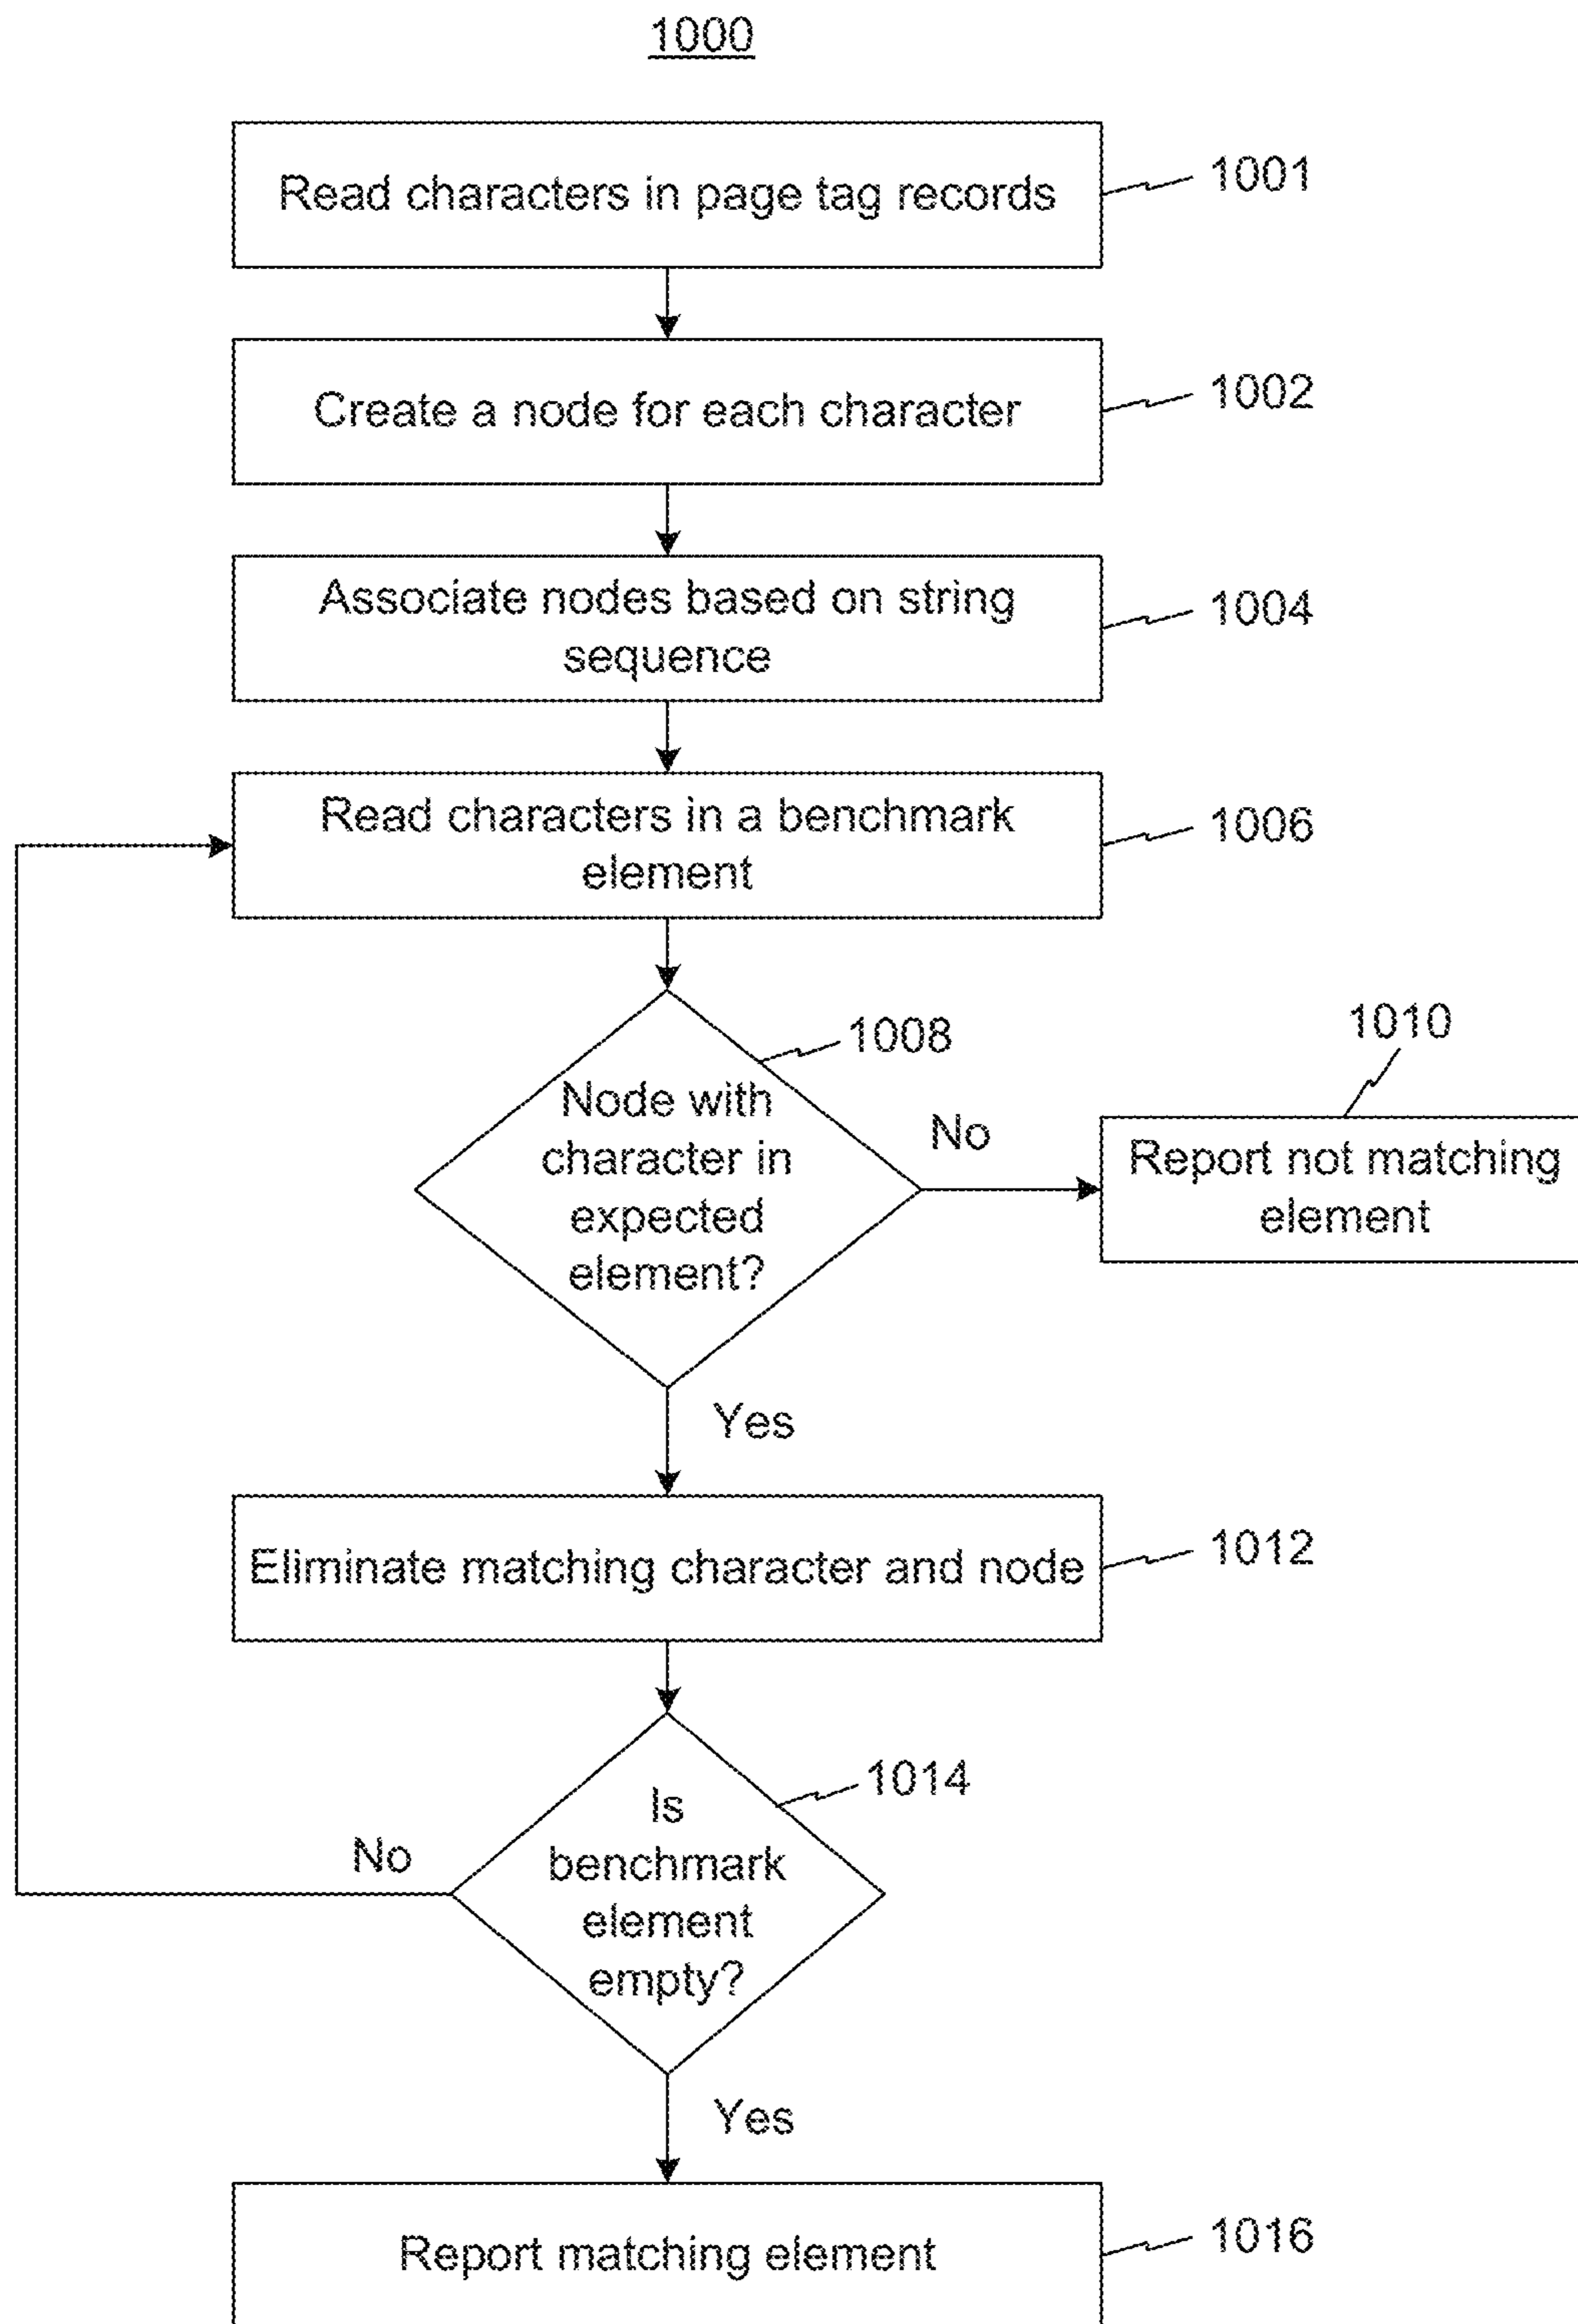 1000
Read characters in page tag records
1001
Create a node for each character
1002
Associate nodes based on string
sequence
1004
Read characters in a benchmark
element
1006
1008
Node with
character in
expected
element?
No
1010
Report not matching
element
Yes
Eliminate matching character and node
1012
1014
Is
benchmark
element
empty?
No
Yes
Report matching element
1016